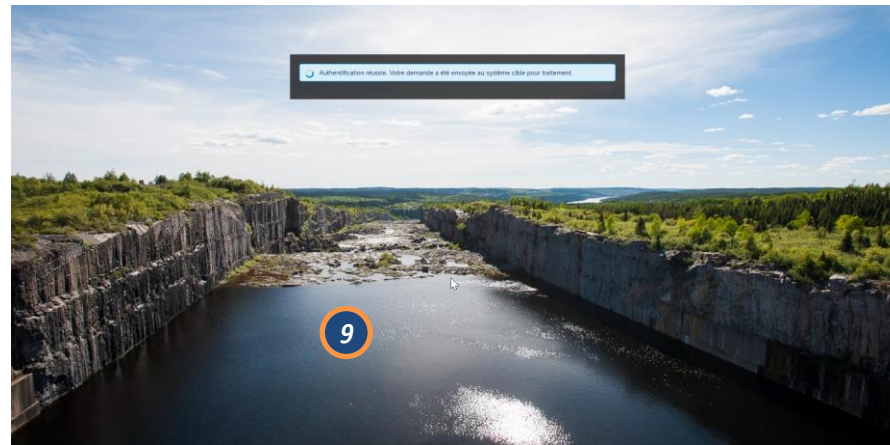 Authentification réussie. Votre demande a été envoyée au système cible pour traitement.
9